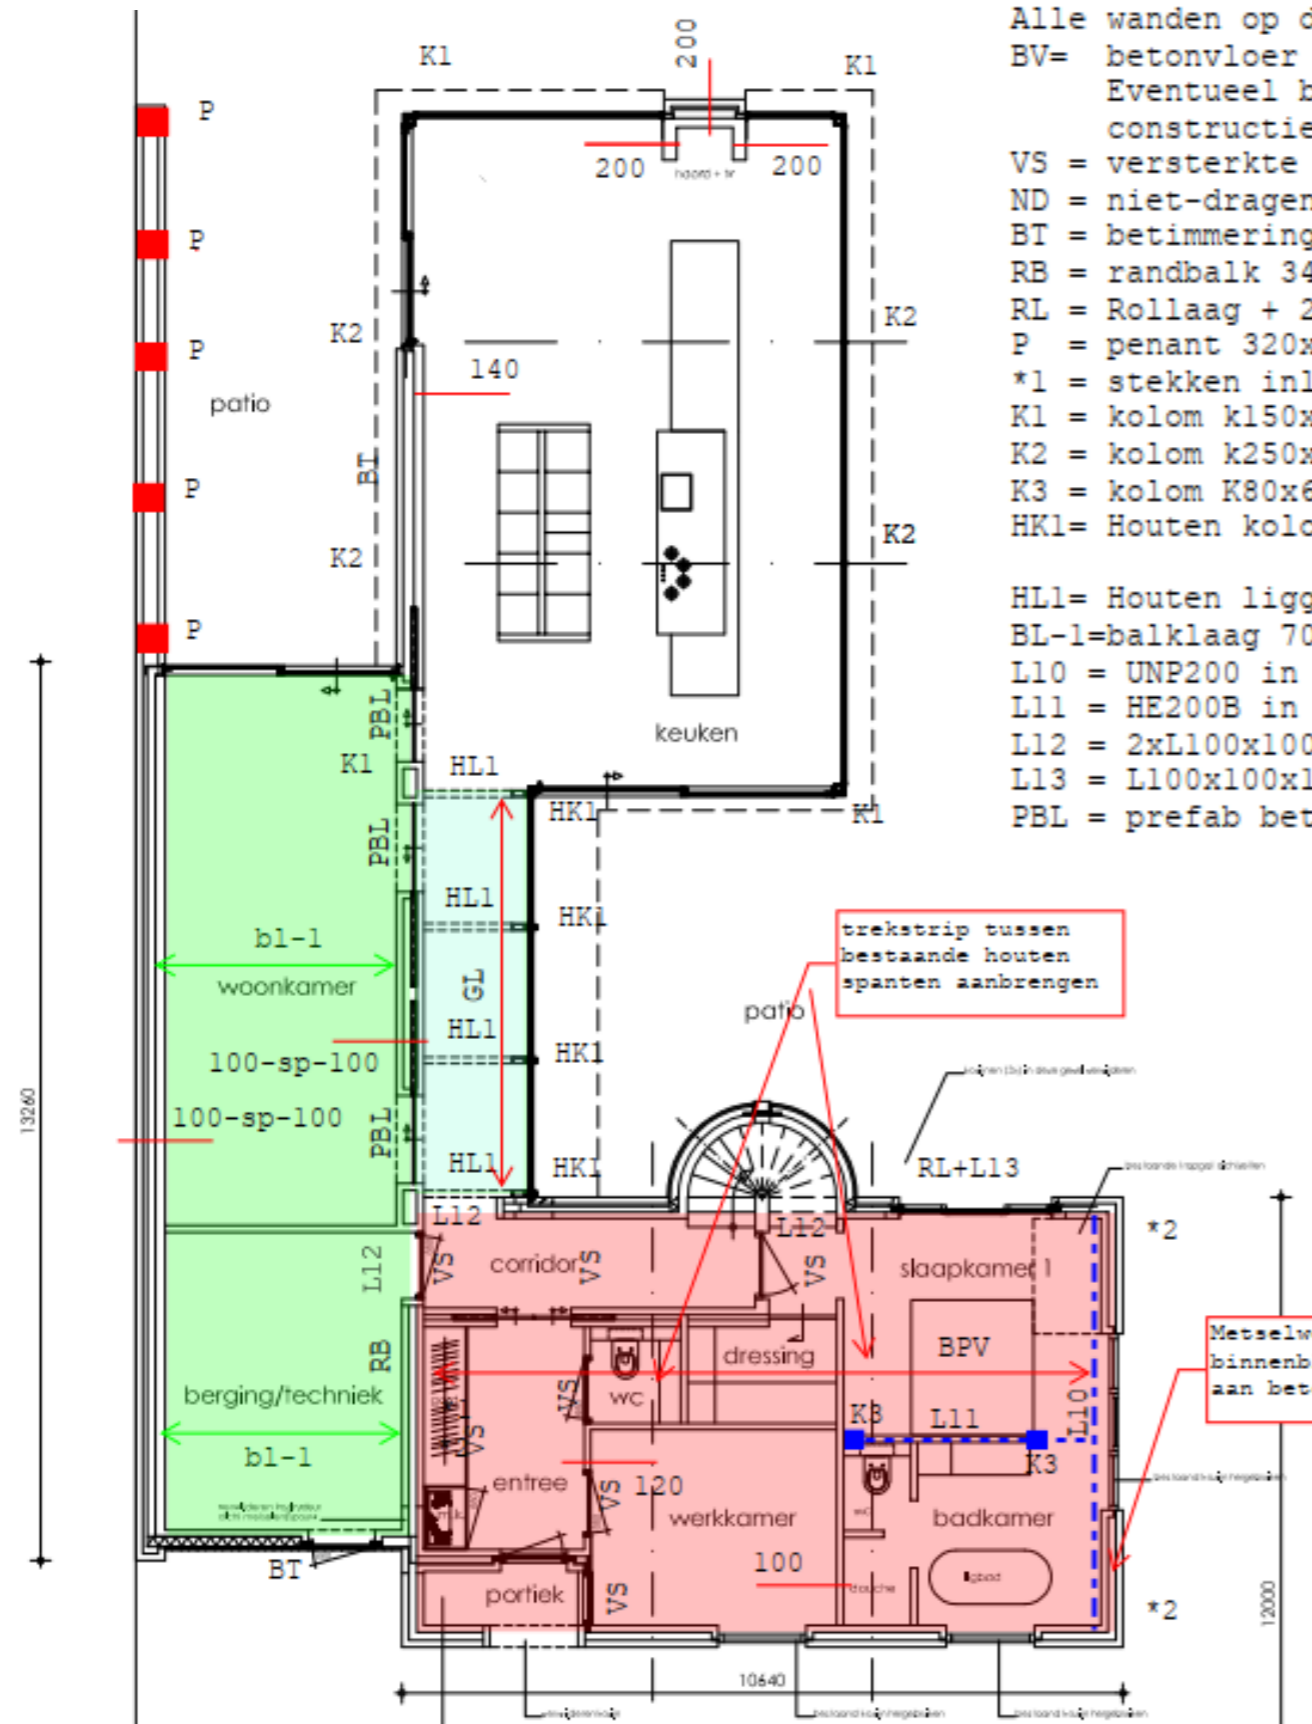 Alle wanden op d
BV= betonvloer
Eventueel b
constructie
VS = versterkte
ND = niet-dragen
BT = betimmering
RB = randbalk 34
RL = Rollaag + 2
P = penant 320x
*1 = stekken inl
K1 = kolom k150x
K2 = kolom k250x
K3 = kolom K80x6
HK1= Houten kolo
HL1= Houten ligg
BL-1=balklaag 70
L10 = UNP200 in
L11 = HE200B in
L12 = 2xL100x100
L13 = L100x100x1
PBL = prefab bet
K1
200
K1
P
200
200
haard + tv
P
K2
K2
P
140
patio
BT
P
K2
K2
P
keuken
PBL
K1
HL1
HK1
K1
PBL
HL1
HK1
trekstrip tussen
bestaande houten
spanten aanbrengen
bl-1
woonkamer
GL
patio
HL1
HK1
100-sp-100
100-sp-100
13260
PBL
HL1
HK1
RL+L13
L12
L12
*2
L12
VS
corridor
VS
VS
slaapkamer 1
RB
dressing
BPV
Metselw
binnenb
aan bet
berging/techniek
wc
VS
K3
L11
L10
bl-1
VS
K3
entree
VS
120
wc
m.k.
werkkamer
badkamer
BT
100
douche
ligbad
portiek
VS
*2
12000
10640